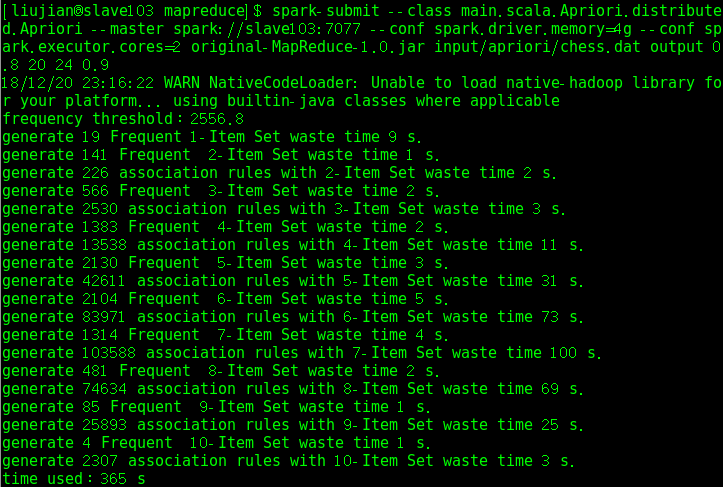 [liujian@slave103 mapreduce]$ spark-submit --class main.scala.Apriori.distribute
d.Apriori --master spark://slave103:7077 --conf spark.driver.memory=4g --conf sp
ark.executor.cores=2 original-MapReduce-1.0.jar input/apriori/chess.dat output 0
.8 20 24 0.9
18/12/20 23:16:22 WARN NativeCodeLoader: Unable to load native-hadoop library fo
r your platform... using builtin-java classes where applicable
frequency threshold：2556.8
generate 19 Frequent 1-Item Set waste time 9 s.
generate 141 Frequent  2-Item Set waste time 1 s.
generate 226 association rules with 2-Item Set waste time 2 s.
generate 566 Frequent  3-Item Set waste time 2 s.
generate 2530 association rules with 3-Item Set waste time 3 s.
generate 1383 Frequent  4-Item Set waste time 2 s.
generate 13538 association rules with 4-Item Set waste time 11 s.
generate 2130 Frequent  5-Item Set waste time 3 s.
generate 42611 association rules with 5-Item Set waste time 31 s.
generate 2104 Frequent  6-Item Set waste time 5 s.
generate 83971 association rules with 6-Item Set waste time 73 s.
generate 1314 Frequent  7-Item Set waste time 4 s.
generate 103588 association rules with 7-Item Set waste time 100 s.
generate 481 Frequent  8-Item Set waste time 2 s.
generate 74634 association rules with 8-Item Set waste time 69 s.
generate 85 Frequent  9-Item Set waste time 1 s.
generate 25893 association rules with 9-Item Set waste time 25 s.
generate 4 Frequent  10-Item Set waste time 1 s.
generate 2307 association rules with 10-Item Set waste time 3 s.
time used：365 s